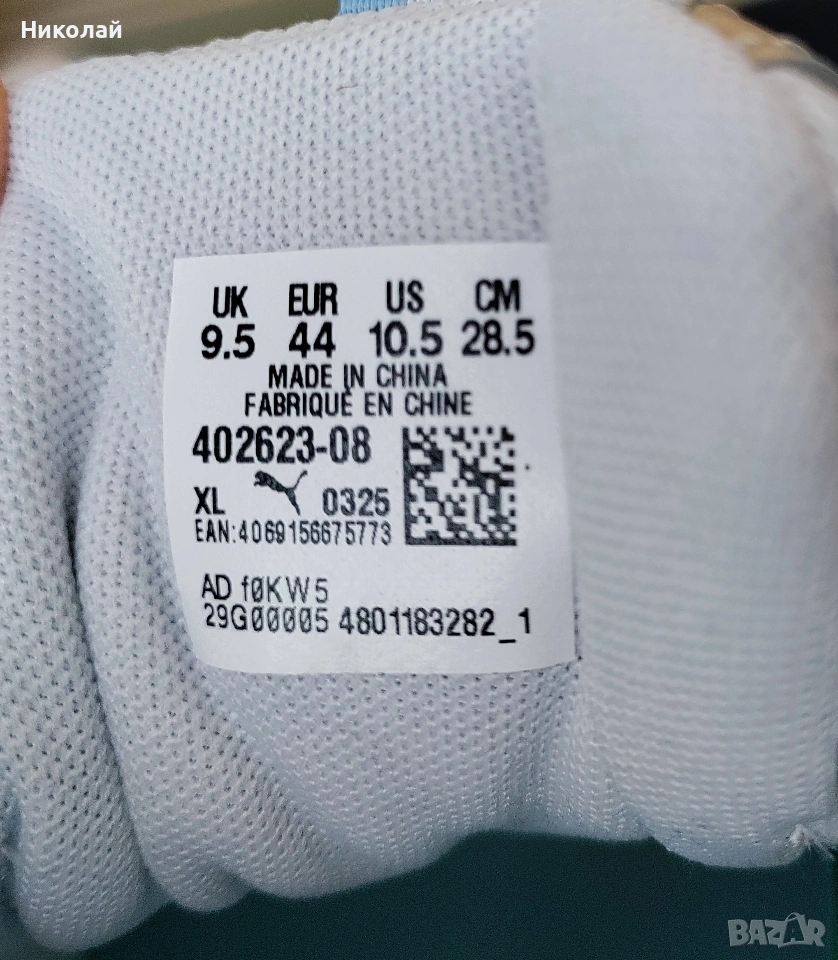 Николай
UK EUR US CM
9.5 44 10.5 28.5
MADE IN CHINA
FABRIQUÉ EN CHINE
402623-08
XL 0325
EAN:4069156675773
AD f0KW5
29G00005 4801183282_1
BAZAR